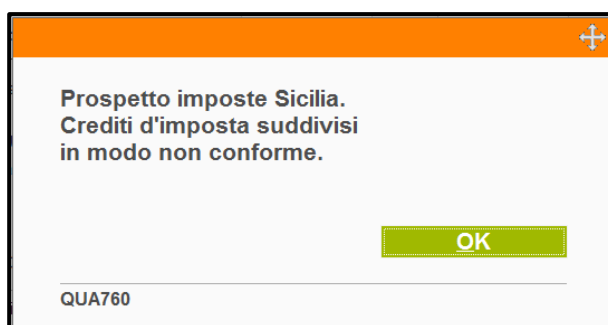 Prospetto imposte Sicilia.
Crediti d'imposta suddivisi
in modo non conforme.
OK
QUA760